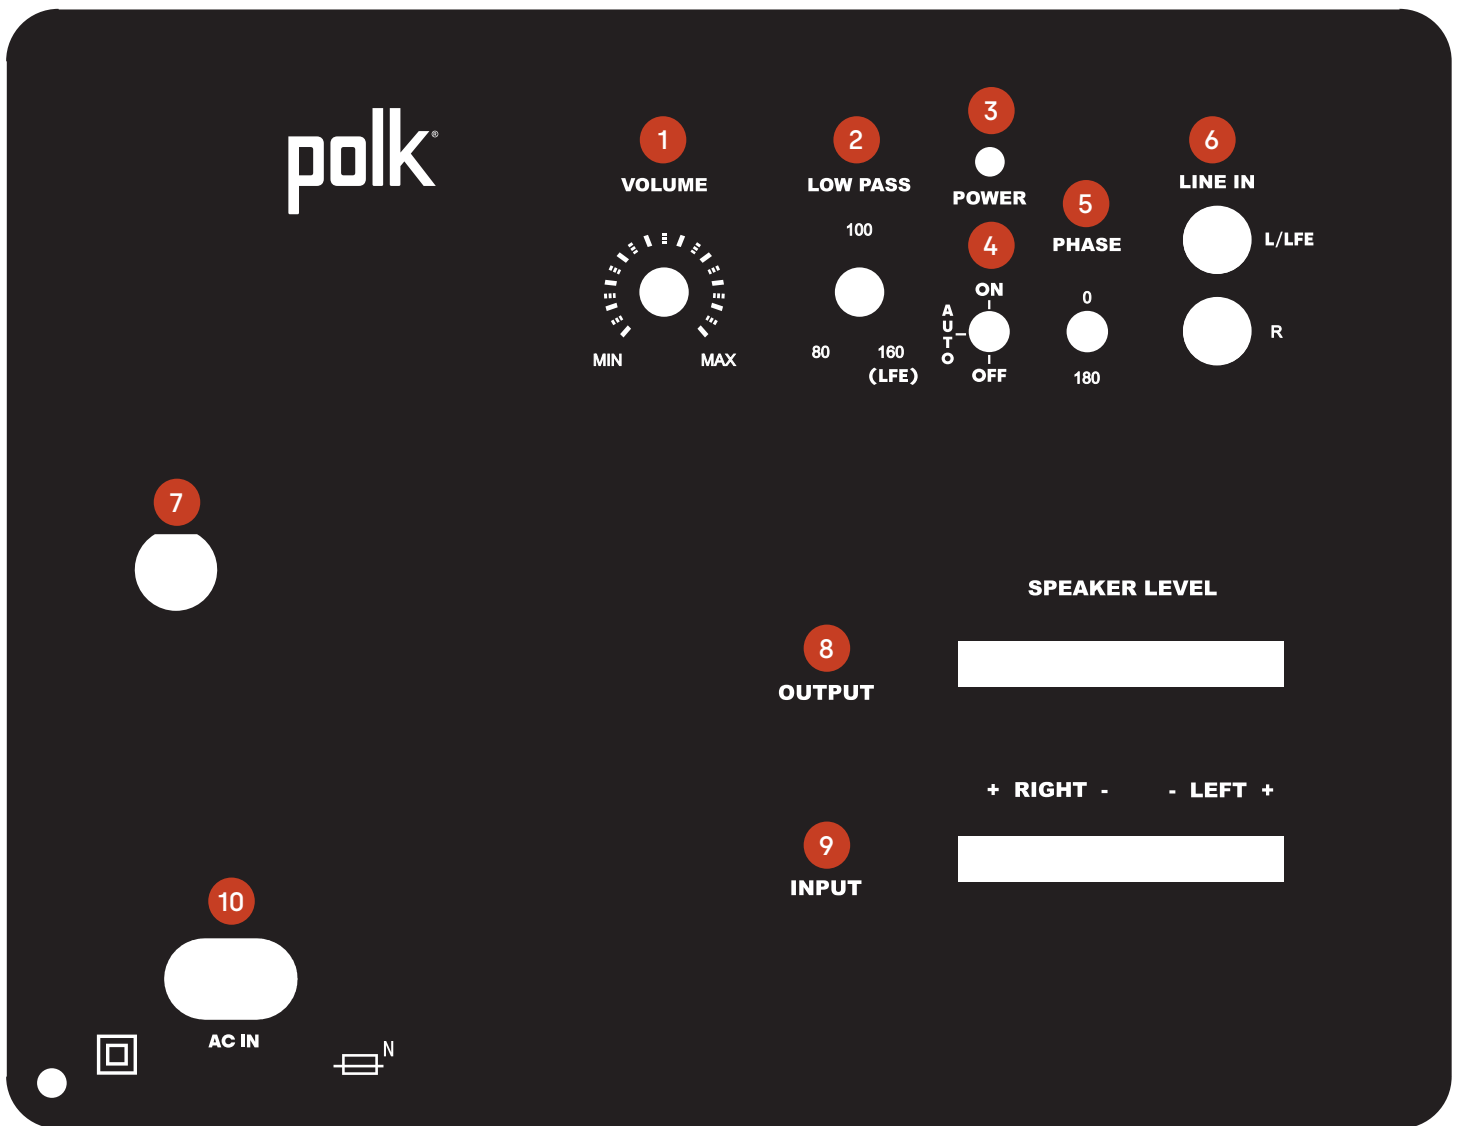 polk®
1
VOLUME
MIN
MAX
2
LOW PASS
100
80
160
(LFE)
3
POWER
4
ON
AUTO
OFF
5
PHASE
0
180
6
LINE IN
L/LFE
R
7
SPEAKER LEVEL
8
OUTPUT
+ RIGHT - - LEFT +
9
INPUT
10
AC IN
N